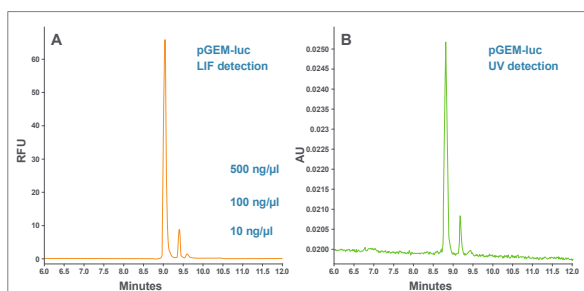 A
pGEM-luc
LIF detection
60
50
40
30
20
10
0
RFU
500 ng/µl
100 ng/µl
10 ng/µl
6.0 6.5 7.0 7.5 8.0 8.5 9.0 9.5 10.0 10.5 11.0 11.5 12.0
Minutes
B
pGEM-luc
UV detection
0.0250
0.0245
0.0240
0.0235
0.0230
0.0225
0.0220
0.0215
0.0210
0.0205
0.0200
AU
6.0 6.5 7.0 7.5 8.0 8.5 9.0 9.5 10.0 10.5 11.0 11.5 12.0
Minutes